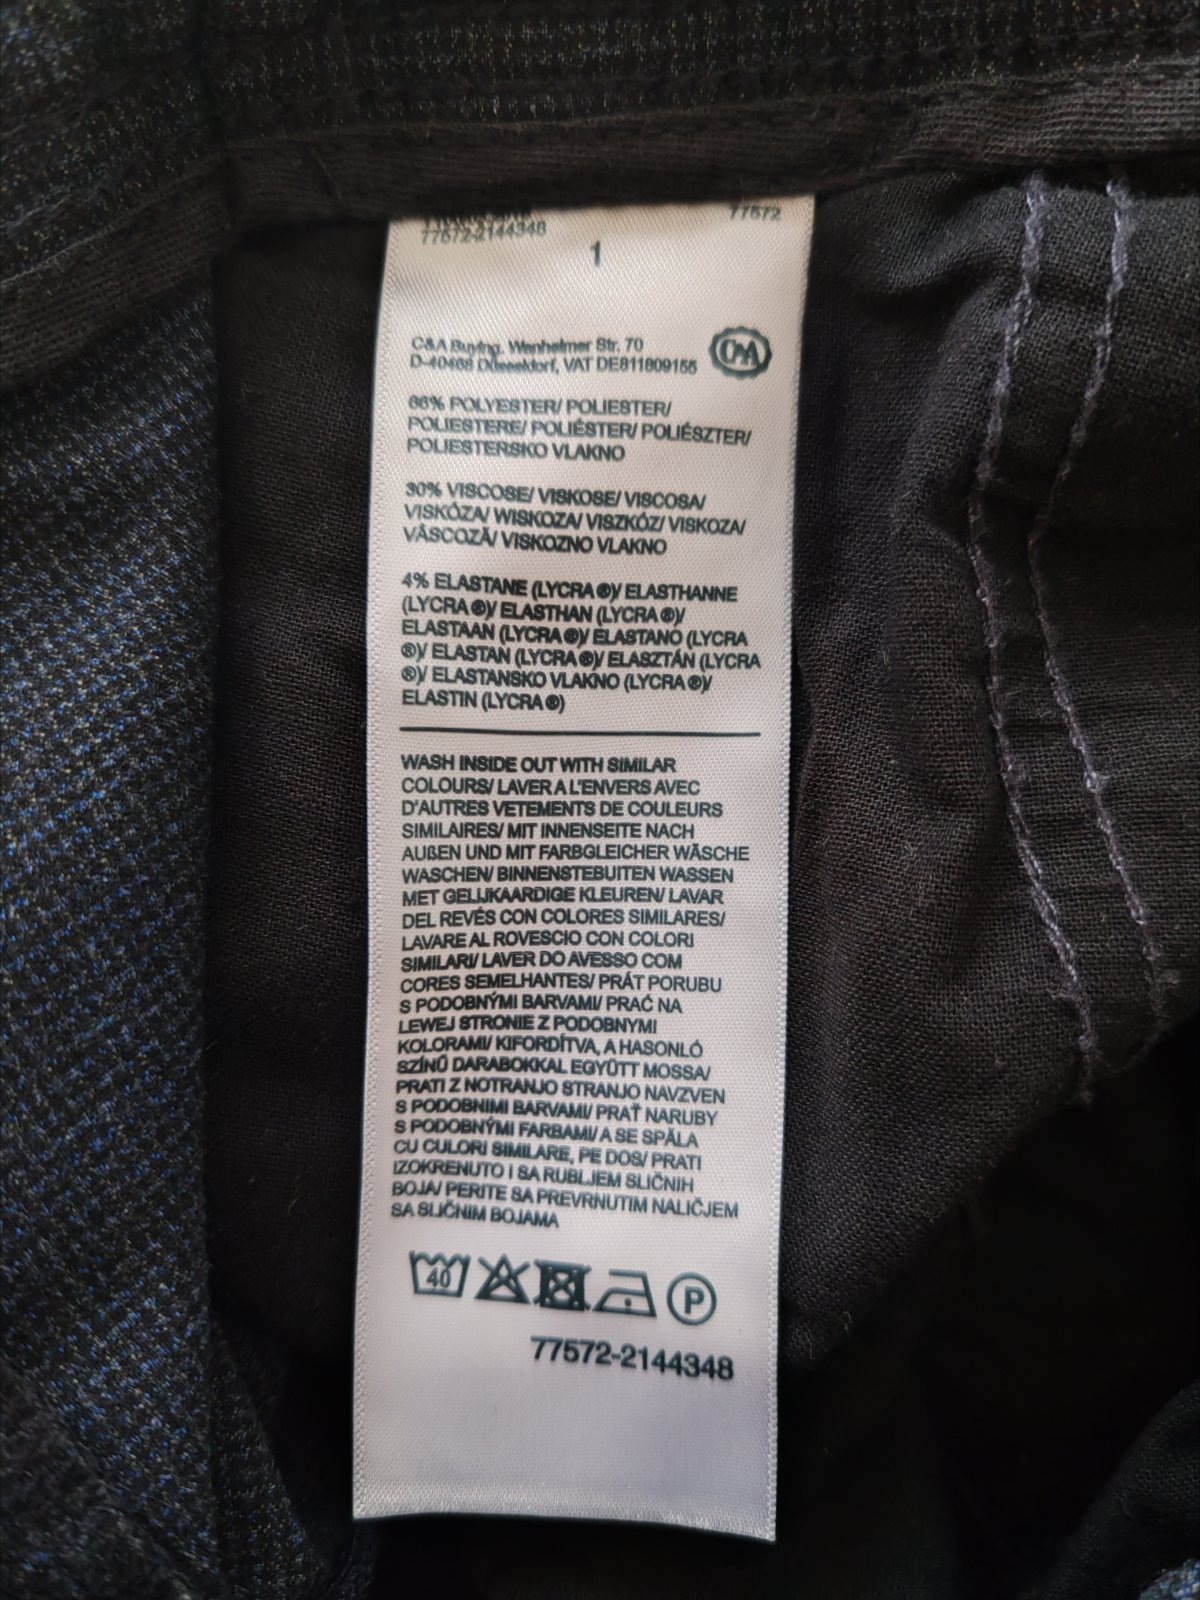 77572-2144348
77572
1
C&A Buying, Wanheimer Str. 70
D-40468 Düsseldorf, VAT DE811809155
C&A
66% POLYESTER/ POLIESTER/
POLIESTERE/ POLIÉSTER/ POLIÉSZTER/
POLIESTERSKO VLAKNO
30% VISCOSE/ VISKOSE/ VISCOSA/
VISKÓZA/ WISKOZA/ VISZKÓZ/ VISKOZA/
VÂSCOZĂ/ VISKOZNO VLAKNO
4% ELASTANE (LYCRA®)/ ELASTHANNE
(LYCRA®)/ ELASTHAN (LYCRA®)/
ELASTAAN (LYCRA®)/ ELASTANO (LYCRA
®)/ ELASTAN (LYCRA®)/ ELASZTÁN (LYCRA
®)/ ELASTANSKO VLAKNO (LYCRA®)/
ELASTIN (LYCRA®)
WASH INSIDE OUT WITH SIMILAR
COLOURS/ LAVER A L'ENVERS AVEC
D'AUTRES VETEMENTS DE COULEURS
SIMILAIRES/ MIT INNENSEITE NACH
AUßEN UND MIT FARBGLEICHER WÄSCHE
WASCHEN/ BINNENSTEBUITEN WASSEN
MET GELIJKAARDIGE KLEUREN/ LAVAR
DEL REVÉS CON COLORES SIMILARES/
LAVARE AL ROVESCIO CON COLORI
SIMILARI/ LAVER DO AVESSO COM
CORES SEMELHANTES/ PRÁT PORUBU
S PODOBNÝMI BARVAMI/ PRAĆ NA
LEWEJ STRONIE Z PODOBNYMI
KOLORAMI/ KIFORDÍTVA, A HASONLÓ
SZÍNŰ DARABOKKAL EGYÜTT MOSSA/
PRATI Z NOTRANJO STRANJO NAVZVEN
S PODOBNIMI BARVAMI/ PRAŤ NARUBY
S PODOBNÝMI FARBAMI/ A SE SPĂLA
CU CULORI SIMILARE, PE DOS/ PRATI
IZOKRENUTO I SA RUBLJEM SLIČNIH
BOJA/ PERITE SA PREVRNUTIM NALIČJEM
SA SLIČNIM BOJAMA
40 P
77572-2144348